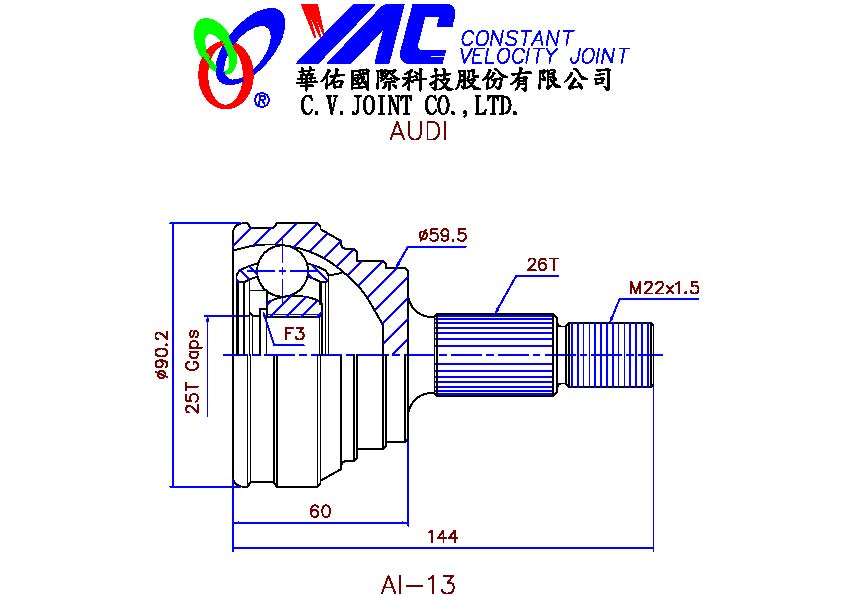 YAC CONSTANT
VELOCITY JOINT
華佑國際科技股份有限公司
®
C.V.JOINT CO.,LTD.
AUDI
ø59.5
26T
M22x1.5
F3
ø90.2
25T Gaps
60
144
AI-13